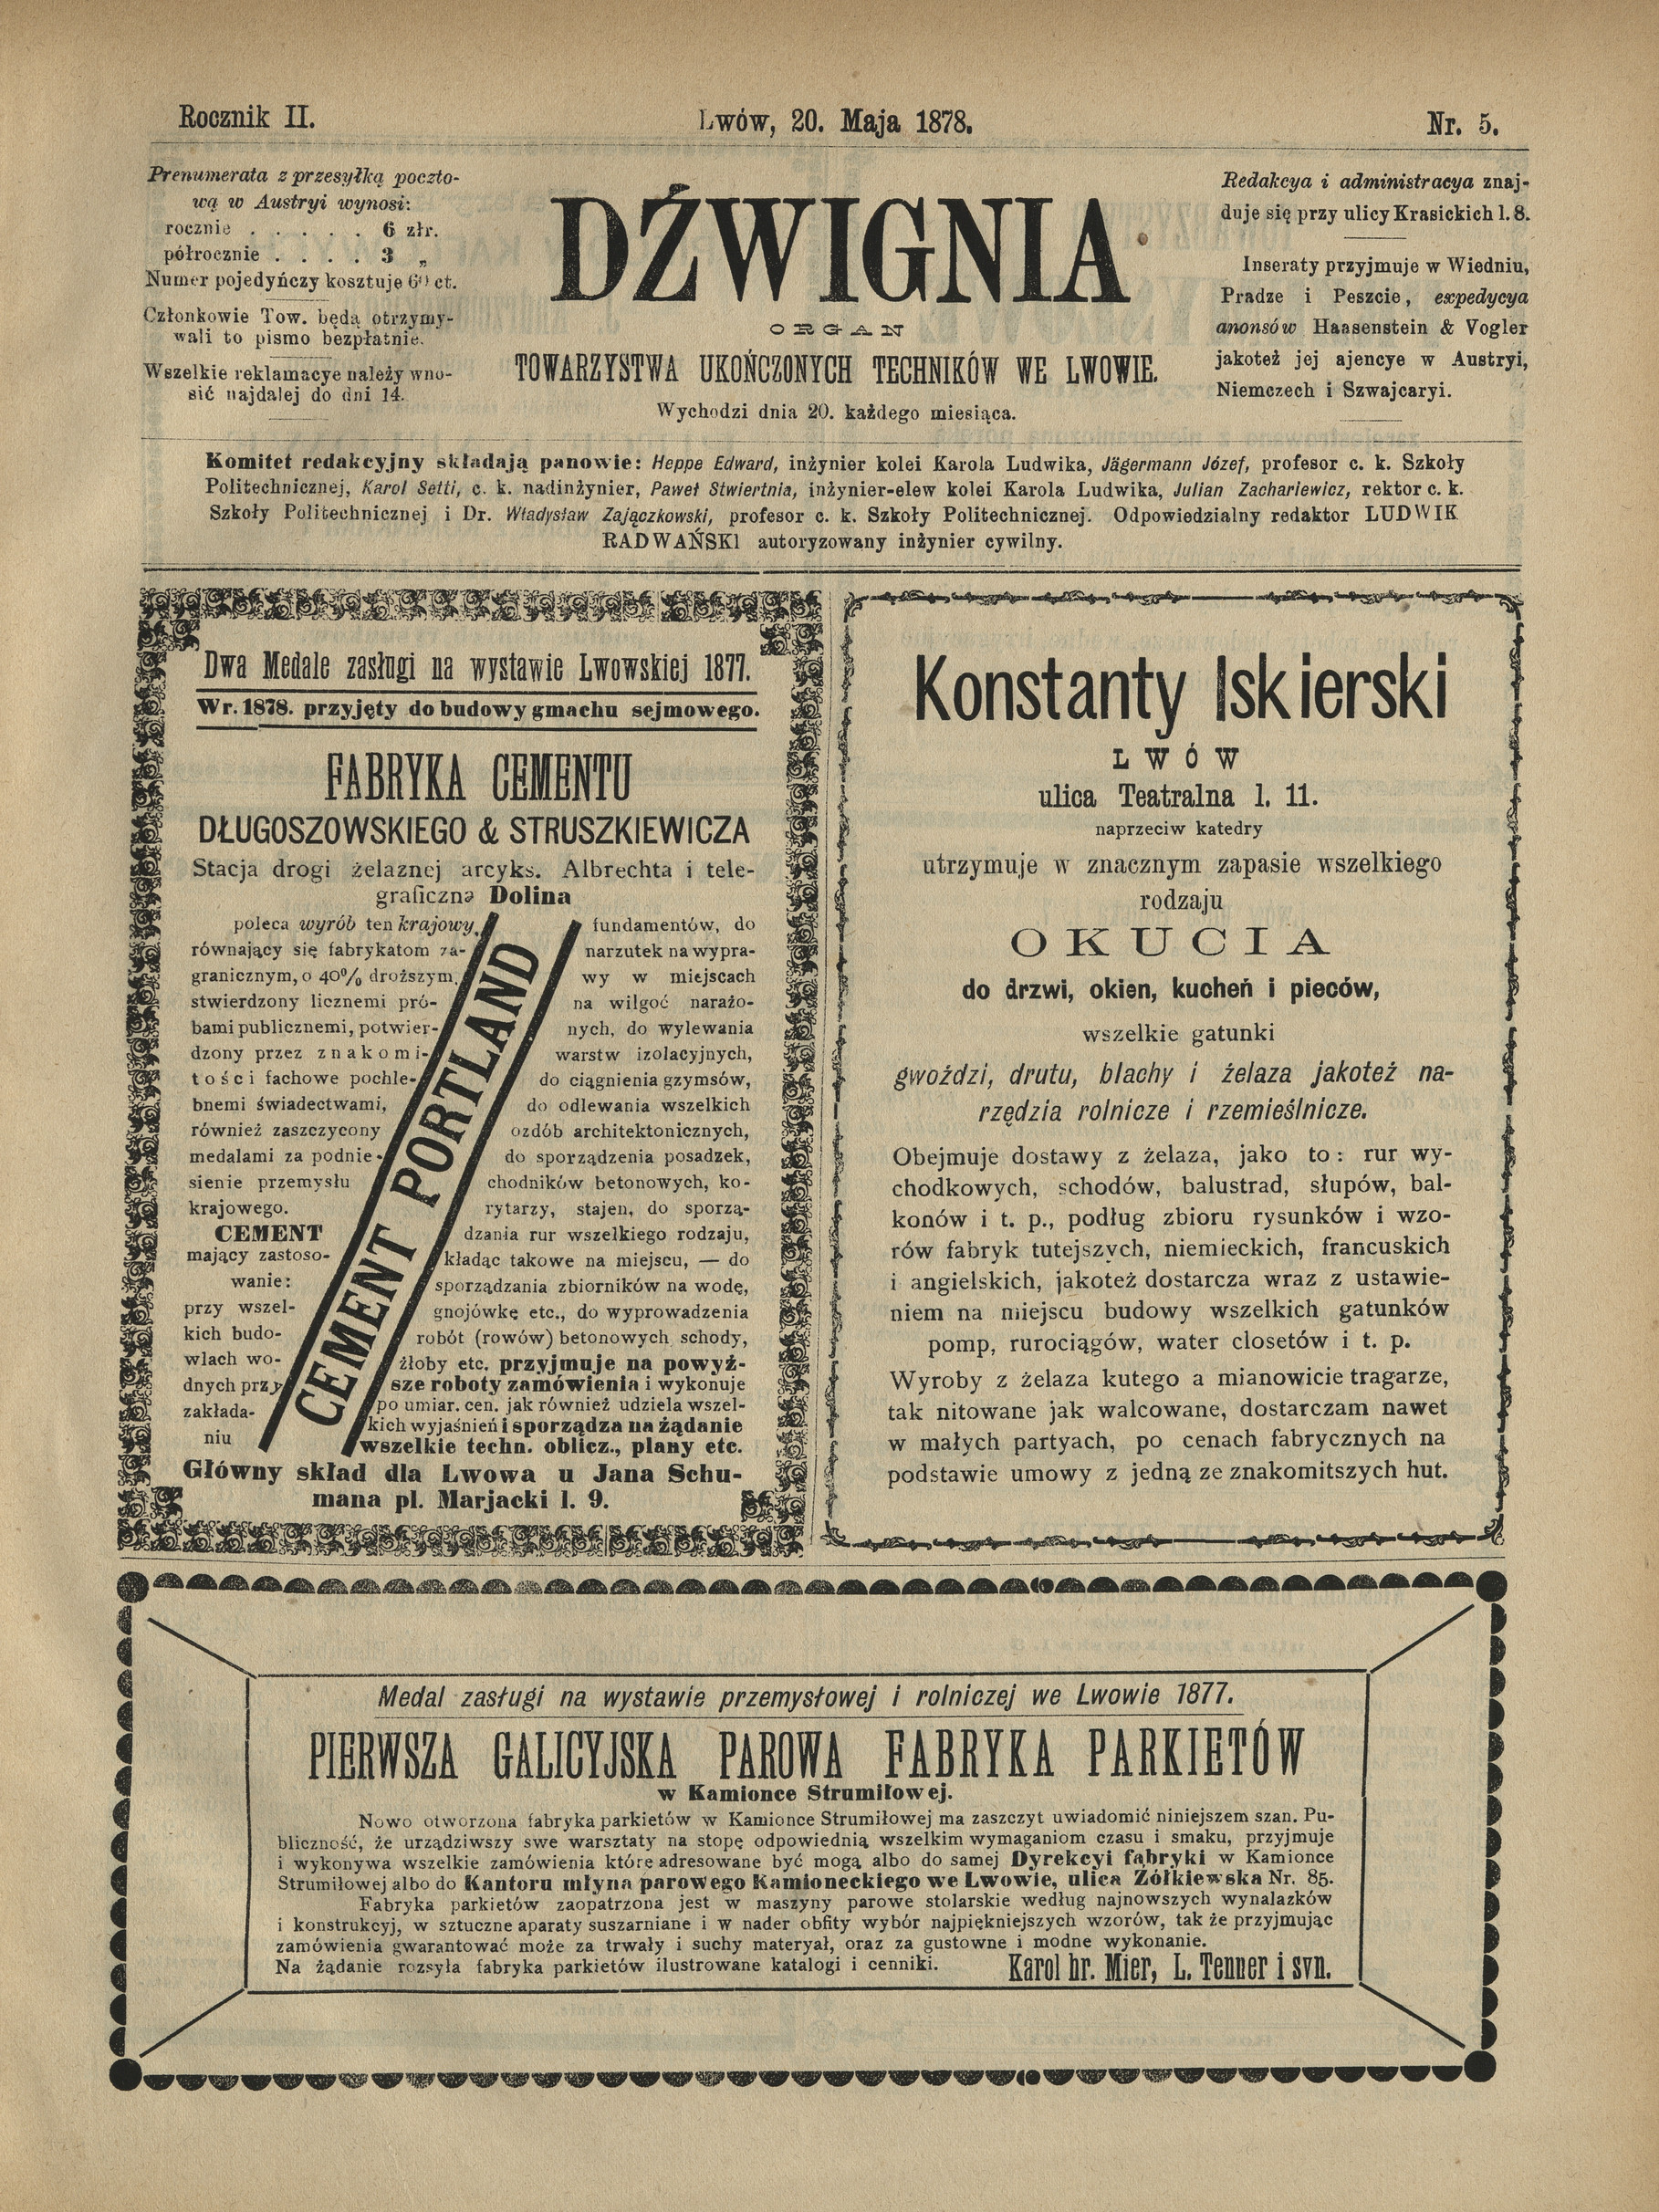 Rocznik II.
Lwów, 20. Maja 1878.
Nr. 5.
Prenumerata z przesyłką poczto-
wą w Austryi wynosi:
rocznie . . . . . 6 złr.
półrocznie . . . . 3 „
Numer pojedyńczy kosztuje 60 ct.
Członkowie Tow. będą otrzymy-
wali to pismo bezpłatnie.
Wszelkie reklamacye należy wno-
sić najdalej do dni 14.
DŹWIGNIA
ORGAN
TOWARZYSTWA UKOŃCZONYCH TECHNIKÓW WE LWOWIE.
Wychodzi dnia 20. każdego miesiąca.
Redakcya i administracya znaj-
duje się przy ulicy Krasickich l. 8.
Inseraty przyjmuje w Wiedniu,
Pradze i Peszcie, expedycya
anonsów Haasenstein & Vogler
jakoteż jej ajencye w Austryi,
Niemczech i Szwajcaryi.
Komitet redakcyjny składają panowie: Heppe Edward, inżynier kolei Karola Ludwika, Jägermann Józef, profesor c. k. Szkoły
Politechnicznej, Karol Setti, c. k. nadinżynier, Paweł Stwiertnia, inżynier-elew kolei Karola Ludwika, Julian Zachariewicz, rektor c. k.
Szkoły Politechnicznej i Dr. Władysław Zajączkowski, profesor c. k. Szkoły Politechnicznej. Odpowiedzialny redaktor LUDWIK
RADWAŃSKI autoryzowany inżynier cywilny.
Dwa Medale zasługi na wystawie Lwowskiej 1877.
W r. 1878. przyjęty do budowy gmachu sejmowego.
FABRYKA CEMENTU
DŁUGOSZOWSKIEGO & STRUSZKIEWICZA
Stacja drogi żelaznej arcyks. Albrechta i tele-
graficzna Dolina
poleca wyrób ten krajowy,
równający się fabrykatom za-
granicznym, o 40% droższym,
stwierdzony licznemi pró-
bami publicznemi, potwier-
dzony przez znakomi-
tości fachowe pochle-
bnemi świadectwami,
również zaszczycony
medalami za podnie-
sienie przemysłu
krajowego.
CEMENT
mający zastoso-
wanie:
przy wszel-
kich budo-
wlach wo-
dnych przy
zakłada-
niu
CEMENT PORTLAND
fundamentów, do
narzutek na wypra-
wy w miejscach
na wilgoć narażo-
nych, do wylewania
warstw izolacyjnych,
do ciągnienia gzymsów,
do odlewania wszelkich
ozdób architektonicznych,
do sporządzenia posadzek,
chodników betonowych, ko-
rytarzy, stajen, do sporzą-
dzania rur wszelkiego rodzaju,
kładąc takowe na miejscu, — do
sporządzania zbiorników na wodę,
gnojówkę etc., do wyprowadzenia
robót (rowów) betonowych schody,
żłoby etc. przyjmuje na powyż-
sze roboty zamówienia i wykonuje
po umiar. cen. jak również udziela wszel-
kich wyjaśnień i sporządza na żądanie
wszelkie techn. oblicz., plany etc.
Główny skład dla Lwowa u Jana Schu-
mana pl. Marjacki l. 9.
Konstanty Iskierski
LWÓW
ulica Teatralna l. 11.
naprzeciw katedry
utrzymuje w znacznym zapasie wszelkiego
rodzaju
OKUCIA
do drzwi, okien, kucheń i pieców,
wszelkie gatunki
gwoździ, drutu, blachy i żelaza jakoteż na-
rzędzia rolnicze i rzemieślnicze.
Obejmuje dostawy z żelaza, jako to: rur wy-
chodkowych, schodów, balustrad, słupów, bal-
konów i t. p., podług zbioru rysunków i wzo-
rów fabryk tutejszych, niemieckich, francuskich
i angielskich, jakoteż dostarcza wraz z ustawie-
niem na miejscu budowy wszelkich gatunków
pomp, rurociągów, water closetów i t. p.
Wyroby z żelaza kutego a mianowicie tragarze,
tak nitowane jak walcowane, dostarczam nawet
w małych partyach, po cenach fabrycznych na
podstawie umowy z jedną ze znakomitszych hut.
Medal zasługi na wystawie przemysłowej i rolniczej we Lwowie 1877.
PIERWSZA GALICYJSKA PAROWA FABRYKA PARKIETÓW
w Kamionce Strumiłowej.
Nowo otworzona fabryka parkietów w Kamionce Strumiłowej ma zaszczyt uwiadomić niniejszem szan. Pu-
bliczność, że urządziwszy swe warsztaty na stopę odpowiednią wszelkim wymaganiom czasu i smaku, przyjmuje
i wykonywa wszelkie zamówienia które adresowane być mogą albo do samej Dyrekcyi fabryki w Kamionce
Strumiłowej albo do Kantoru młyna parowego Kamioneckiego we Lwowie, ulica Żółkiewska Nr. 85.
Fabryka parkietów zaopatrzona jest w maszyny parowe stolarskie według najnowszych wynalazków
i konstrukcyj, w sztuczne aparaty suszarniane i w nader obfity wybór najpiękniejszych wzorów, tak że przyjmując
zamówienia gwarantować może za trwały i suchy materyał, oraz za gustowne i modne wykonanie.
Na żądanie rozsyła fabryka parkietów ilustrowane katalogi i cenniki.
Karol hr. Mier, L. Tenner i syn.